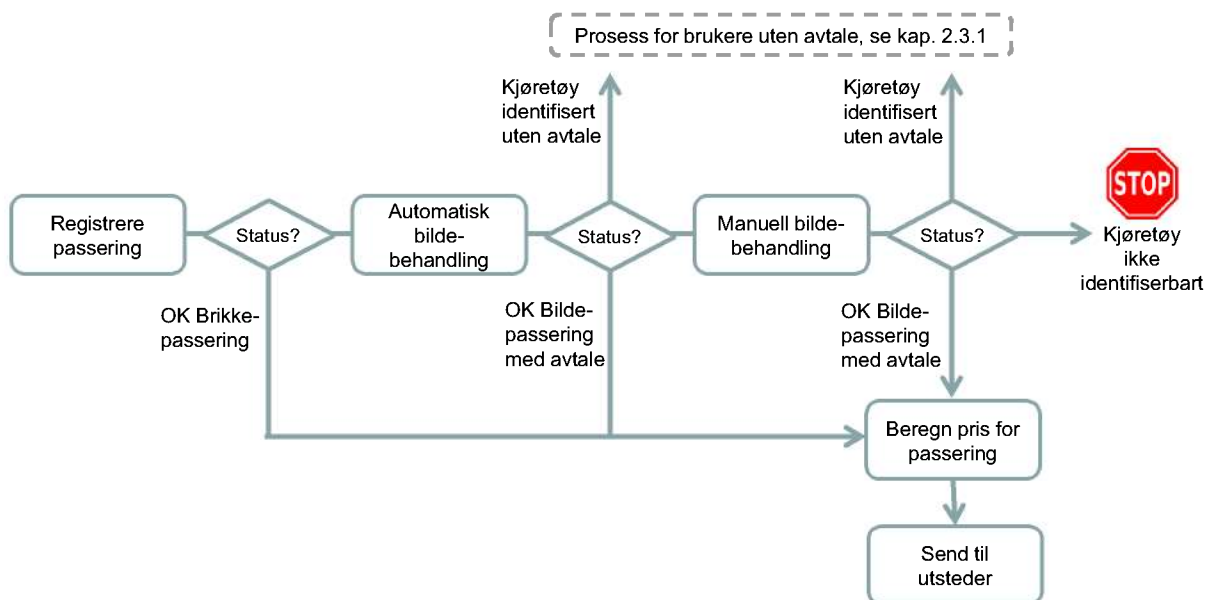 Prosess for brukere uten avtale, se kap. 2.3.1
Kjøretøy
identifisert
uten avtale
Kjøretøy
identifisert
uten avtale
STOP
Registrere
passering
Status?
Automatisk
bilde-
behandling
Status?
Manuell bilde-
behandling
Status?
Kjøretøy
ikke
identifiserbart
OK Brikke-
passering
OK Bilde-
passering
med avtale
OK Bilde-
passering
med avtale
Beregn pris for
passering
Send til
utsteder